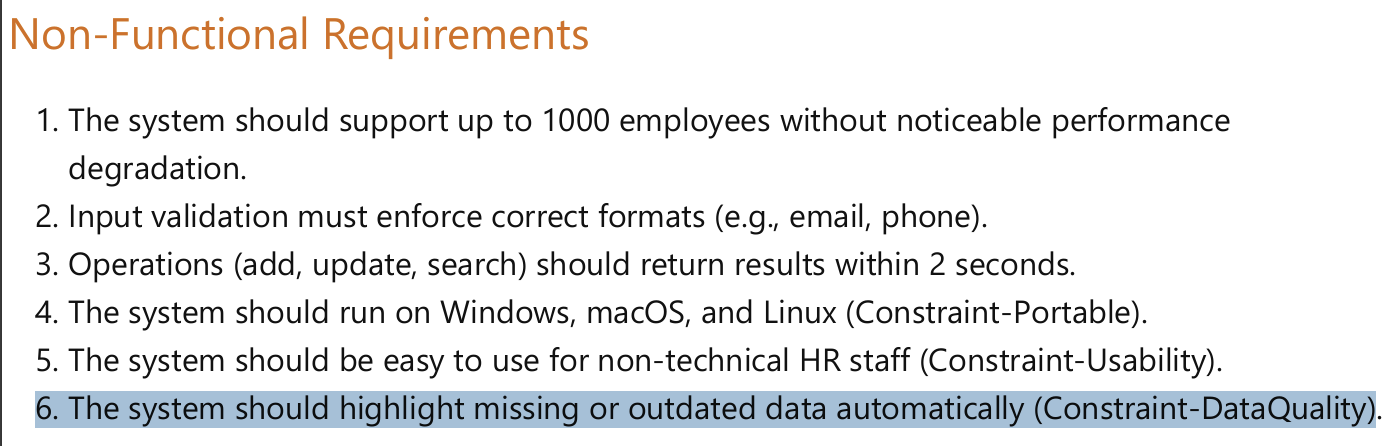 Non-Functional Requirements
1. The system should support up to 1000 employees without noticeable performance
degradation.
2. Input validation must enforce correct formats (e.g., email, phone).
3. Operations (add, update, search) should return results within 2 seconds.
4. The system should run on Windows, macOS, and Linux (Constraint-Portable).
5. The system should be easy to use for non-technical HR staff (Constraint-Usability).
6. The system should highlight missing or outdated data automatically (Constraint-DataQuality).